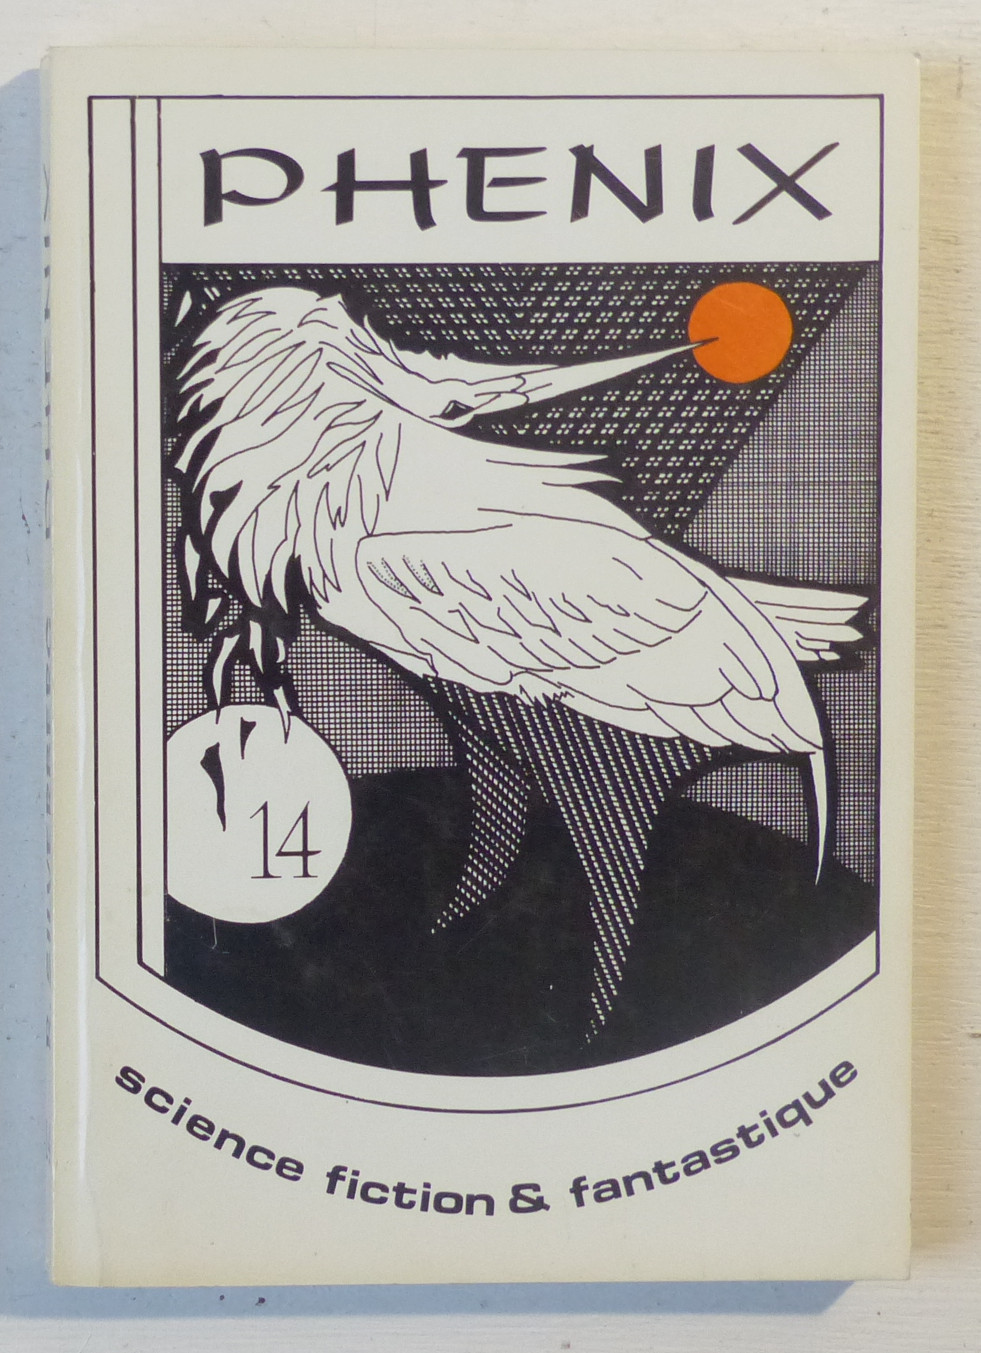 PHENIX
14
science fiction & fantastique